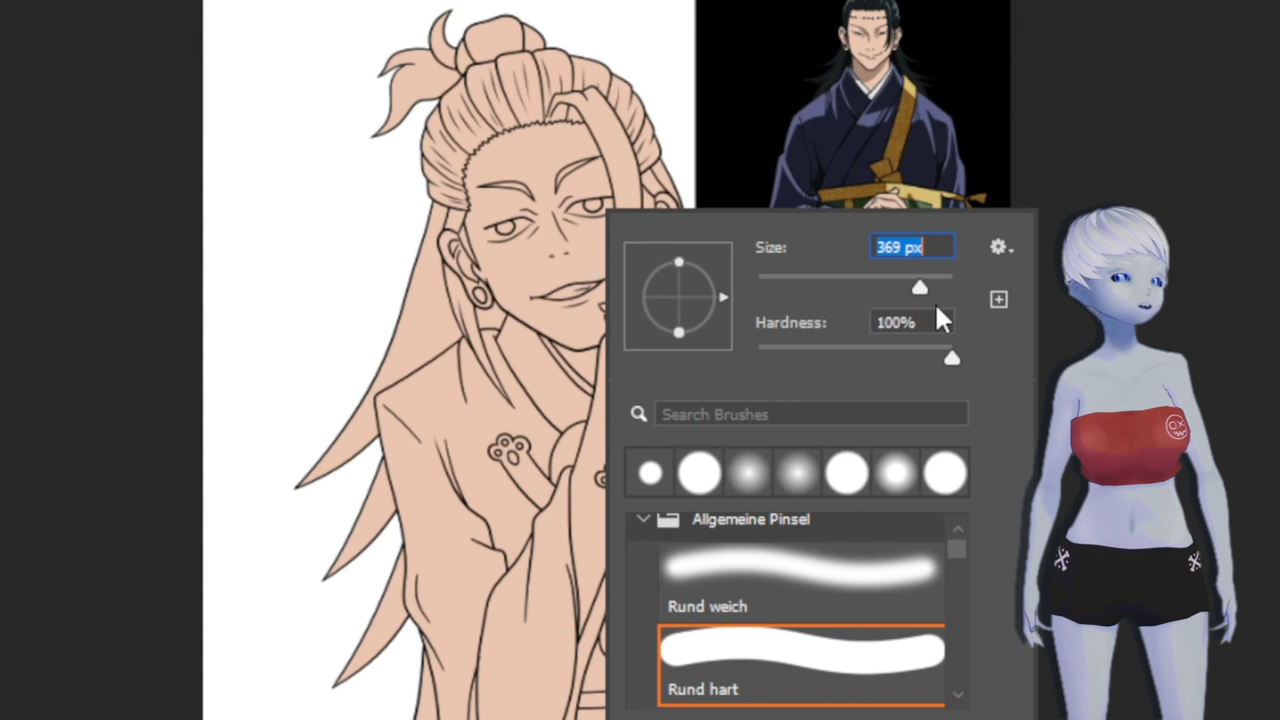 Size:
369 px
Hardness:
100%
Search Brushes
Allgemeine Pinsel
Rund weich
Rund hart